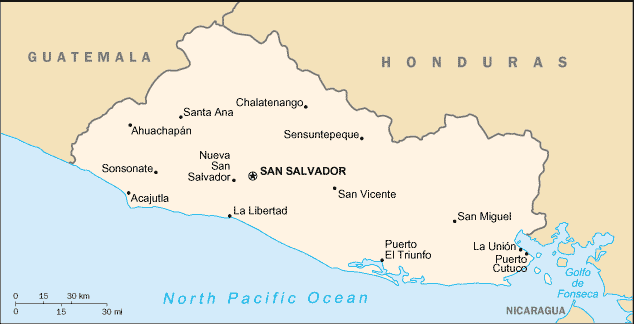 GUATEMALA
HONDURAS
Chalatenango
Santa Ana
Ahuachapán
Sensuntepeque
Nueva
San
Salvador
SAN SALVADOR
Sonsonate
San Vicente
Acajutla
La Libertad
San Miguel
Puerto
El Triunfo
La Unión
Puerto
Cutuco
Golfo
de
Fonseca
North Pacific Ocean
NICARAGUA
0 15 30 km
0 15 30 mi